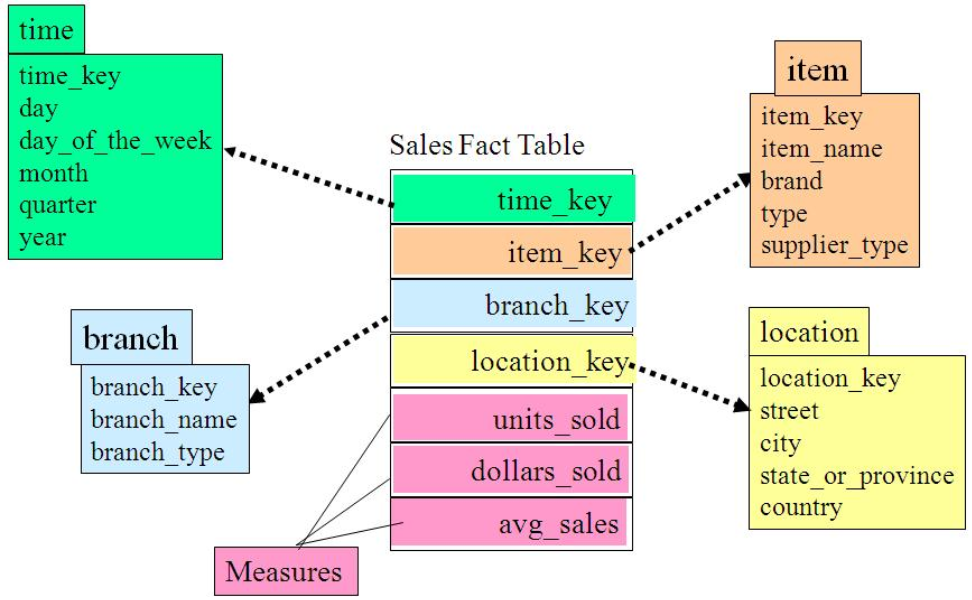 time
time_key
day
day_of_the_week
month
quarter
year
item
item_key
item_name
brand
type
supplier_type
Sales Fact Table
time_key
item_key
branch_key
location_key
units_sold
dollars_sold
avg_sales
branch
branch_key
branch_name
branch_type
location
location_key
street
city
state_or_province
country
Measures